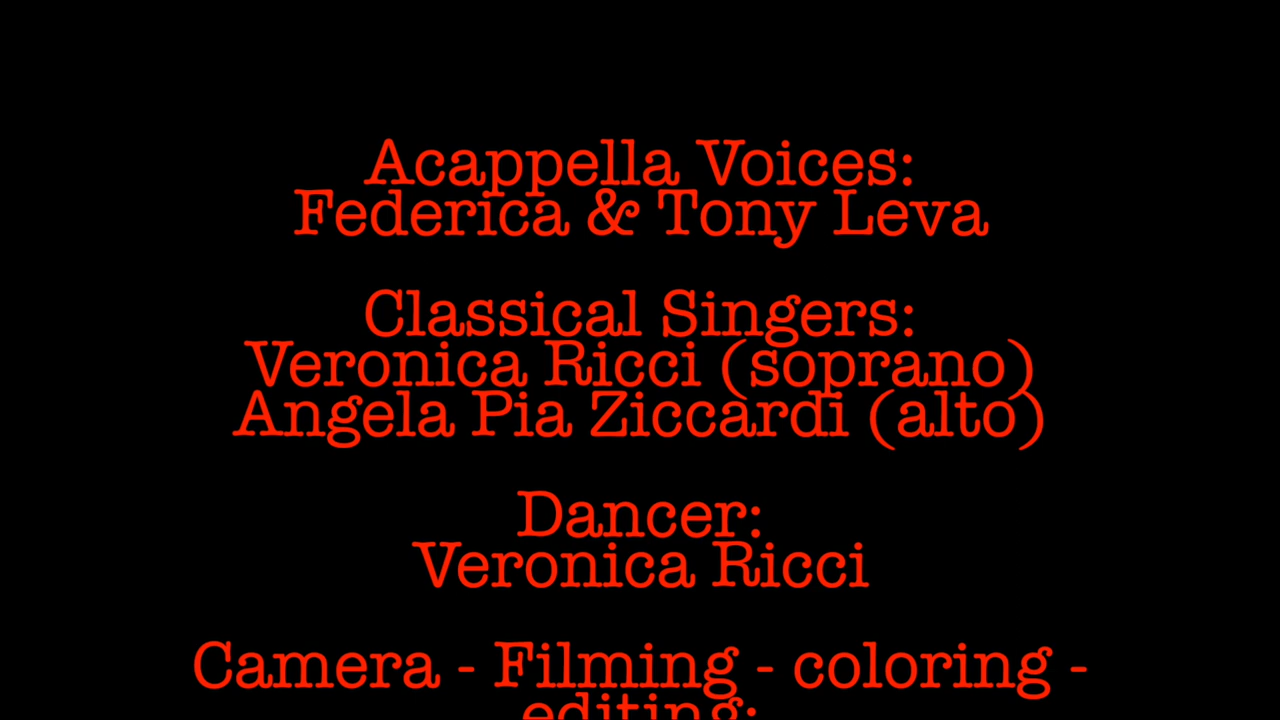 Acappella Voices:
Federica & Tony Leva
Classical Singers:
Veronica Ricci (soprano)
Angela Pia Ziccardi (alto)
Dancer:
Veronica Ricci
Camera - Filming - coloring -
editing: